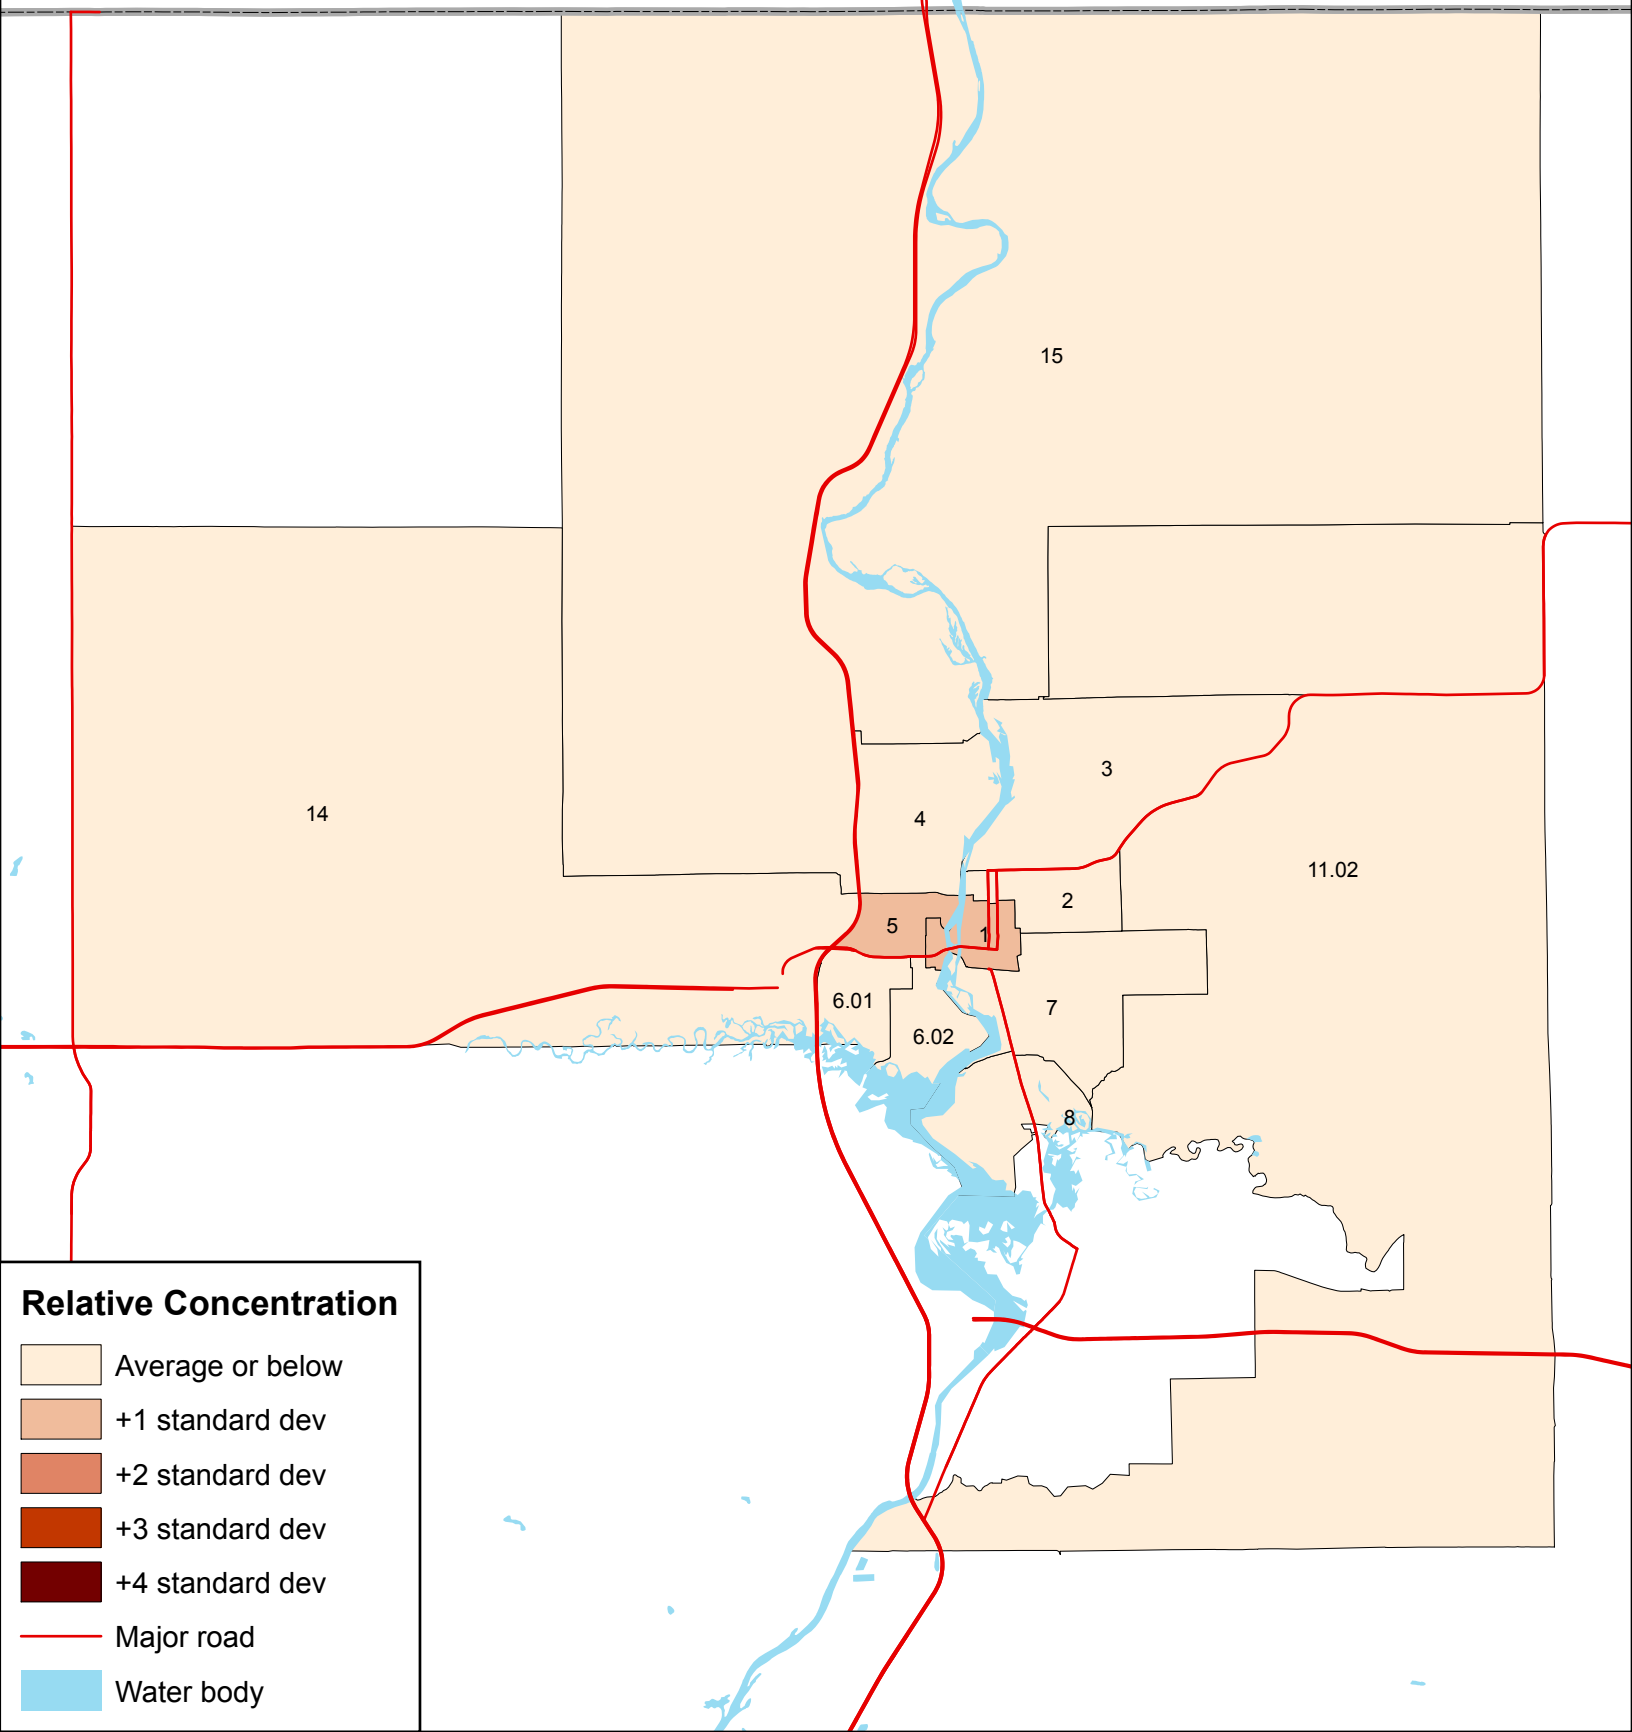 15
3
14
4
11.02
2
5
1
6.01
7
6.02
8
Relative Concentration
Average or below
+1 standard dev
+2 standard dev
+3 standard dev
+4 standard dev
Major road
Water body